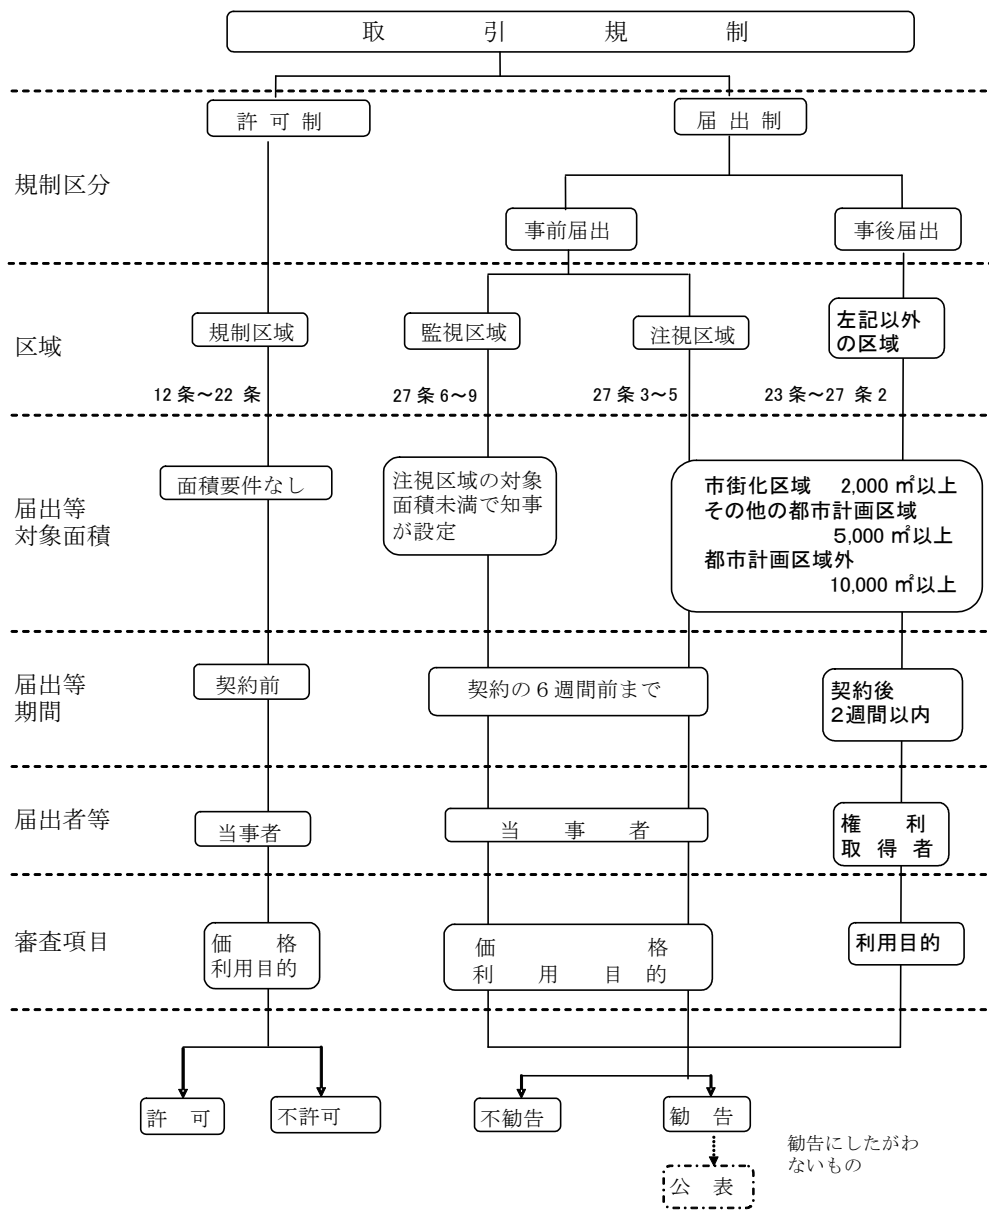 取引規制
許可制
届出制
規制区分
事前届出
事後届出
区域
規制区域
監視区域
注視区域
左記以外
の区域
12条～22 条
27条6～9
27条3～5
23条～27 条2
届出等
対象面積
面積要件なし
注視区域の対象
面積未満で知事
が設定
市街化区域 2,000㎡以上
その他の都市計画区域
5,000㎡以上
都市計画区域外
10,000㎡以上
届出等
期間
契約前
契約の６週間前まで
契約後
２週間以内
届出者等
当事者
当事者
権利
取得者
審査項目
価格
利用目的
価格
利用目的
利用目的
許可
不許可
不勧告
勧告
勧告にしたがわ
ないもの
公表